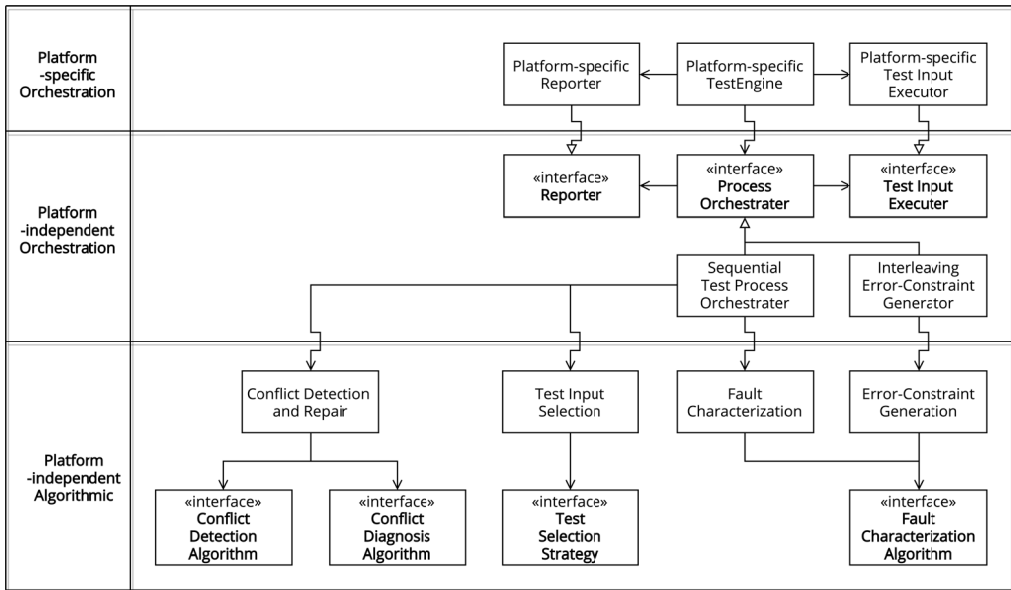 Platform
-specific
Orchestration
Platform-specific
Reporter
Platform-specific
TestEngine
Platform-specific
Test Input
Executor
Platform
-independent
Orchestration
«interface»
Reporter
«interface»
Process
Orchestrater
«interface»
Test Input
Executer
Sequential
Test Process
Orchestrater
Interleaving
Error-Constraint
Generator
Platform
-independent
Algorithmic
Conflict Detection
and Repair
Test Input
Selection
Fault
Characterization
Error-Constraint
Generation
«interface»
Conflict
Detection
Algorithm
«interface»
Conflict
Diagnosis
Algorithm
«interface»
Test
Selection
Strategy
«interface»
Fault
Characterization
Algorithm